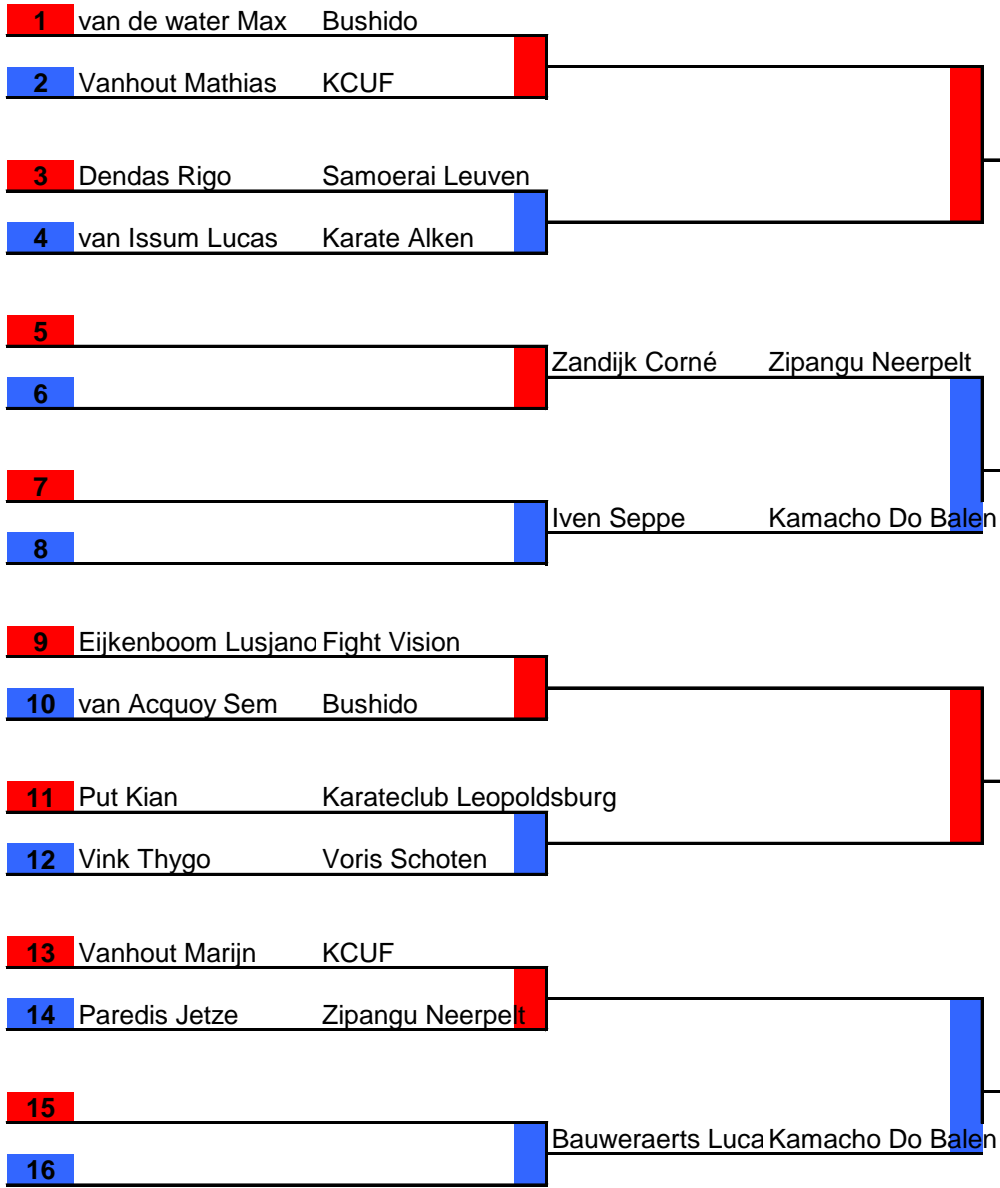 1 van de water Max Bushido
2 Vanhout Mathias KCUF
3 Dendas Rigo Samoerai Leuven
4 van Issum Lucas Karate Alken
5
Zandijk Corné Zipangu Neerpelt
6
7
Iven Seppe Kamacho Do Balen
8
9 Eijkenboom Lusjano Fight Vision
10 van Acquoy Sem Bushido
11 Put Kian Karateclub Leopoldsburg
12 Vink Thygo Voris Schoten
13 Vanhout Marijn KCUF
14 Paredis Jetze Zipangu Neerpelt
15
Bauweraerts Luca Kamacho Do Balen
16